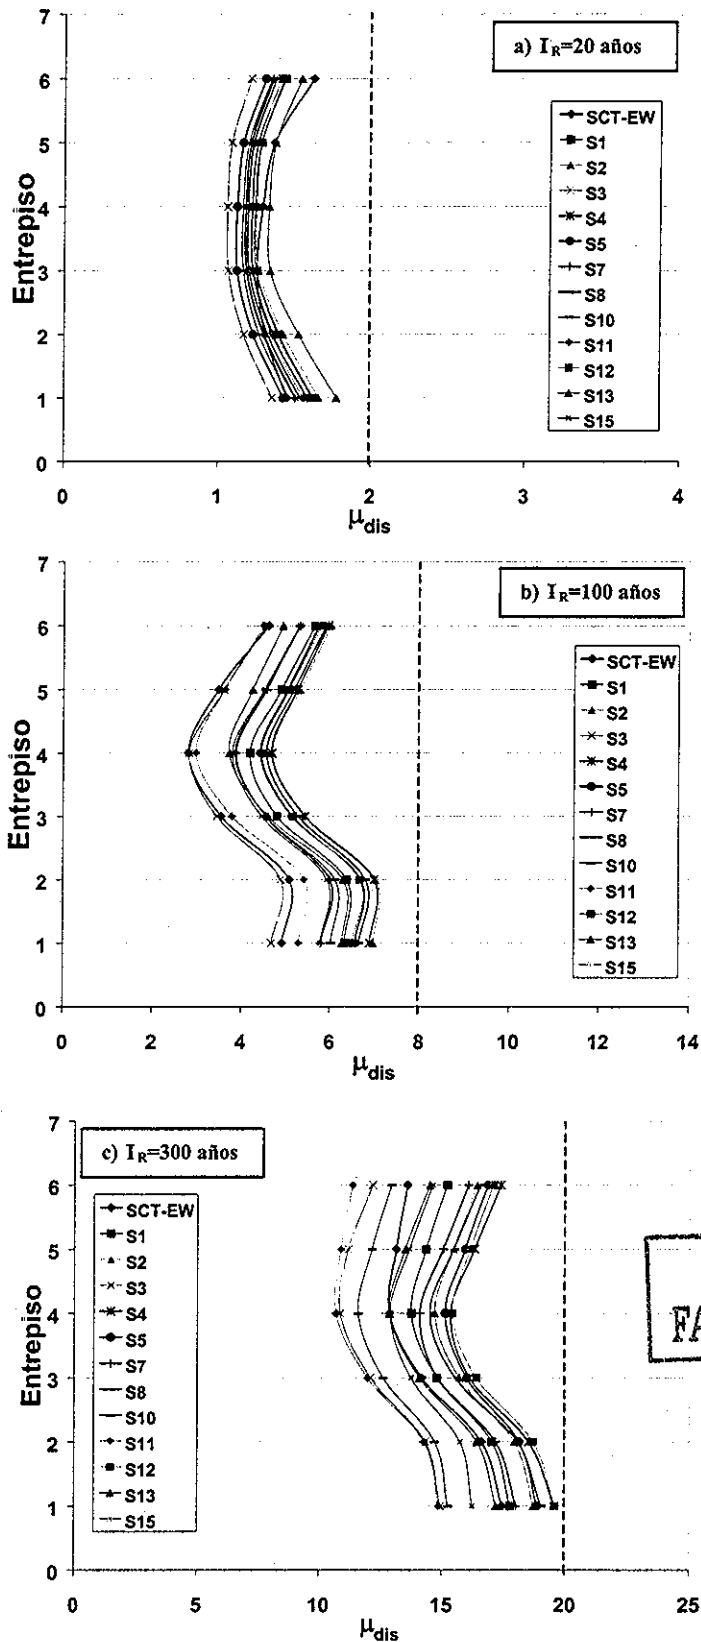 a) I_R=20 años
7
6
5
4
3
2
1
0
Entrepiso
0 1 2 3 4
μ_dis
SCT-EW
S1
S2
S3
S4
S5
S7
S8
S10
S11
S12
S13
S15
b) I_R=100 años
7
6
5
4
3
2
1
0
Entrepiso
0 2 4 6 8 10 12 14
μ_dis
SCT-EW
S1
S2
S3
S4
S5
S7
S8
S10
S11
S12
S13
S15
c) I_R=300 años
7
6
5
4
3
2
1
0
Entrepiso
0 5 10 15 20 25
μ_dis
SCT-EW
S1
S2
S3
S4
S5
S7
S8
S10
S11
S12
S13
S15
FA